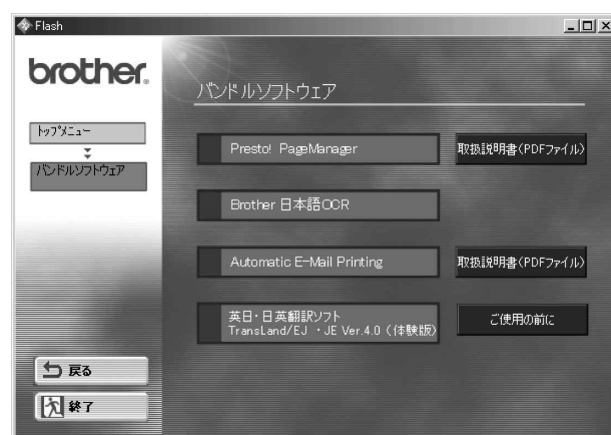 Flash
brother
バンドルソフトウェア
トップメニュー
バンドルソフトウェア
Presto! PageManager
取扱説明書(PDFファイル)
Brother 日本語OCR
Automatic E-Mail Printing
取扱説明書(PDFファイル)
英日・日英翻訳ソフト
TransLand/EJ ・JE Ver.4.0(体験版)
ご使用の前に
戻る
終了